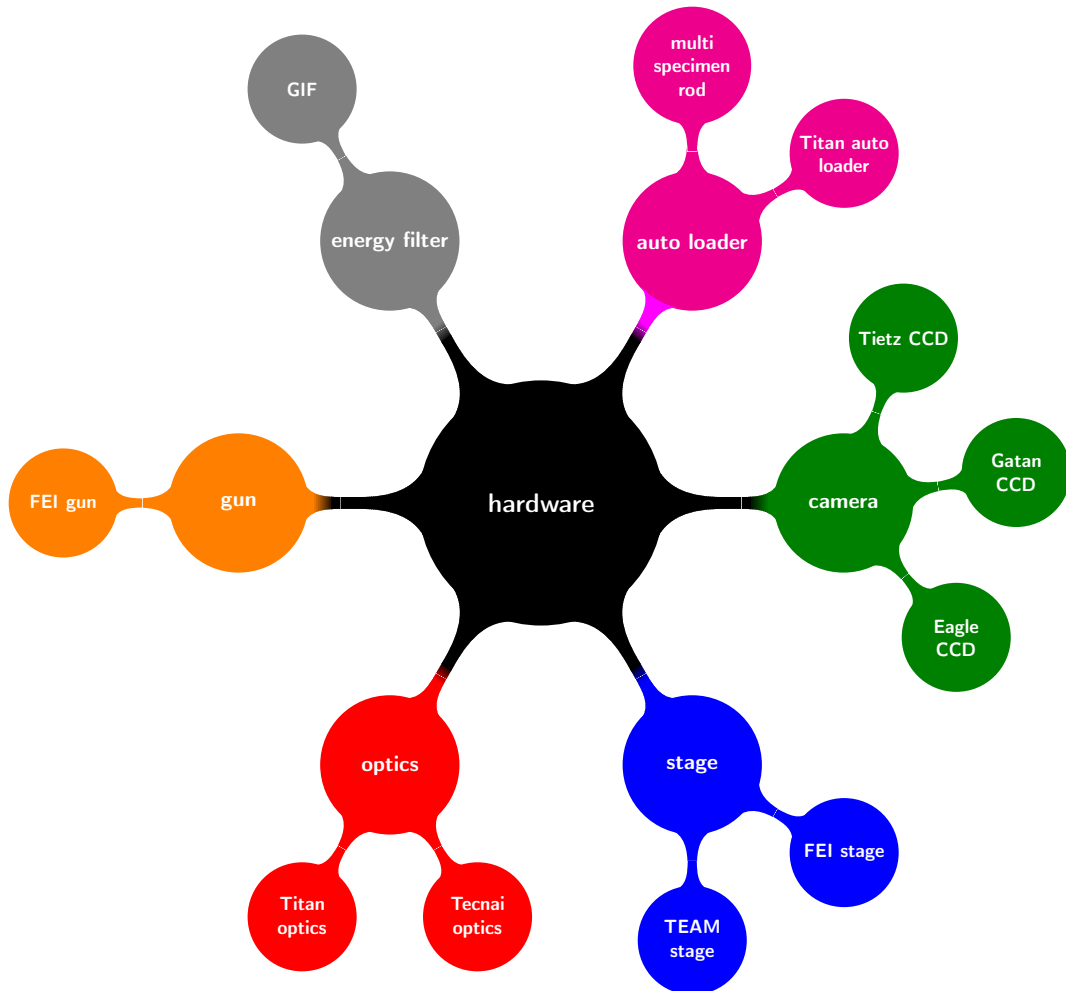 multi
specimen
rod
GIF
Titan auto
loader
energy filter
auto loader
Tietz CCD
Gatan
CCD
FEI gun
gun
hardware
camera
Eagle
CCD
optics
stage
FEI stage
Titan
optics
Tecnai
optics
TEAM
stage